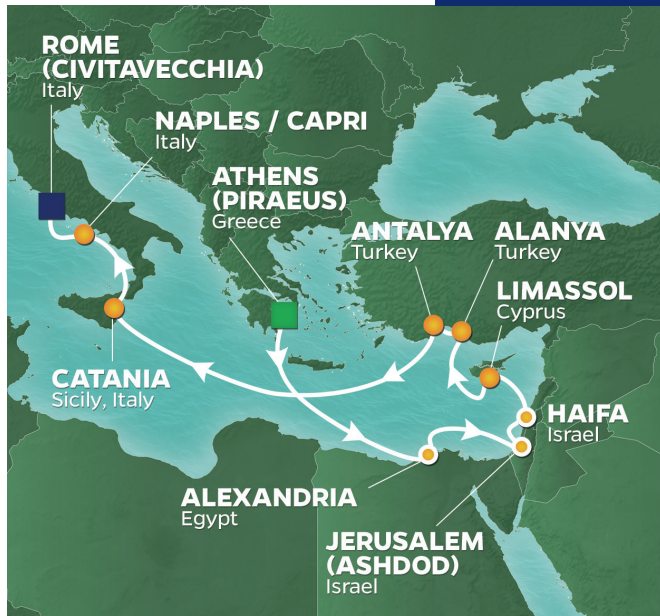 ROME
(CIVITAVECCHIA)
Italy
NAPLES / CAPRI
Italy
ATHENS
(PIRAEUS)
Greece
ANTALYA
Turkey
ALANYA
Turkey
LIMASSOL
Cyprus
CATANIA
Sicily, Italy
HAIFA
Israel
ALEXANDRIA
Egypt
JERUSALEM
(ASHDOD)
Israel